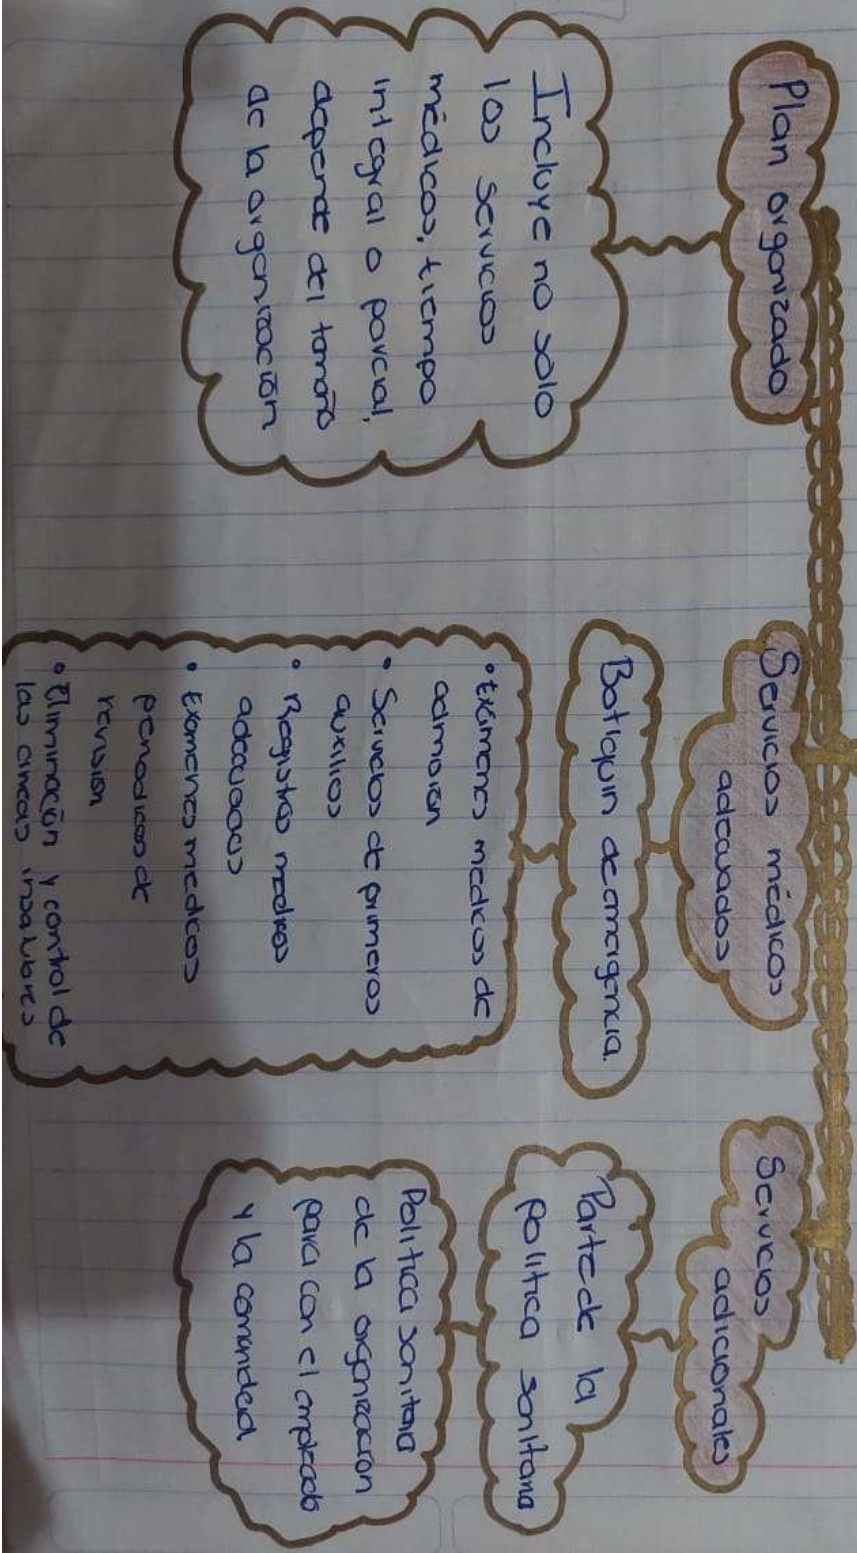 Plan organizado
Incluye no solo
los servicios
médicos, tiempo
integral o parcial,
depende del tamaño
de la organización
Servicios médicos
adecuados
Botiquin de emergencia.
• Exámenes medicos de
admisión
• Servicios de primeros
auxilios
• Registros medicos
adecuados
• Examenes medicos
periodicos de
revision
• Eliminación y control de
las areas insalubres
Servicios
adicionales
Parte de la
politica sanitaria
Politica sanitaria
de la organización
para con el empleado
y la comunidad